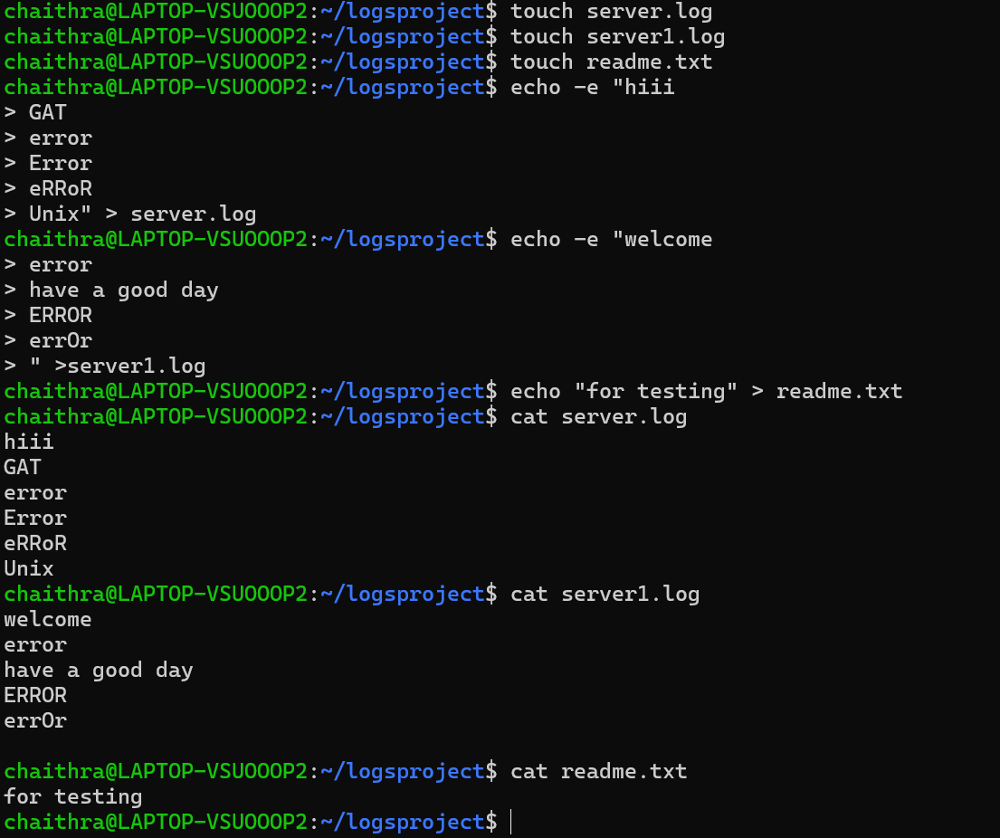 chaithra@LAPTOP-VSUOOOP2:~/logsproject$ touch server.log
chaithra@LAPTOP-VSUOOOP2:~/logsproject$ touch server1.log
chaithra@LAPTOP-VSUOOOP2:~/logsproject$ touch readme.txt
chaithra@LAPTOP-VSUOOOP2:~/logsproject$ echo -e "hiii
> GAT
> error
> Error
> eRRoR
> Unix" > server.log
chaithra@LAPTOP-VSUOOOP2:~/logsproject$ echo -e "welcome
> error
> have a good day
> ERROR
> errOr
> " >server1.log
chaithra@LAPTOP-VSUOOOP2:~/logsproject$ echo "for testing" > readme.txt
chaithra@LAPTOP-VSUOOOP2:~/logsproject$ cat server.log
hiii
GAT
error
Error
eRRoR
Unix
chaithra@LAPTOP-VSUOOOP2:~/logsproject$ cat server1.log
welcome
error
have a good day
ERROR
errOr

chaithra@LAPTOP-VSUOOOP2:~/logsproject$ cat readme.txt
for testing
chaithra@LAPTOP-VSUOOOP2:~/logsproject$